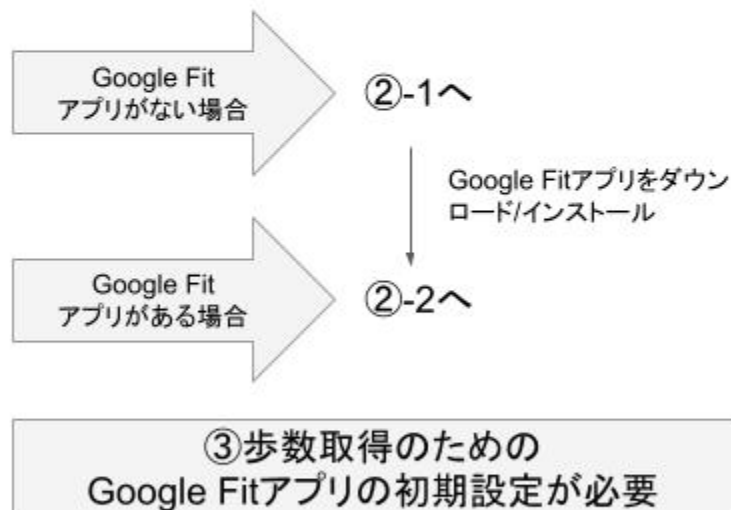 Google Fit
アプリがない場合
②-1へ
Google Fitアプリをダウン
ロード/インストール
Google Fit
アプリがある場合
②-2へ
③歩数取得のための
Google Fitアプリの初期設定が必要